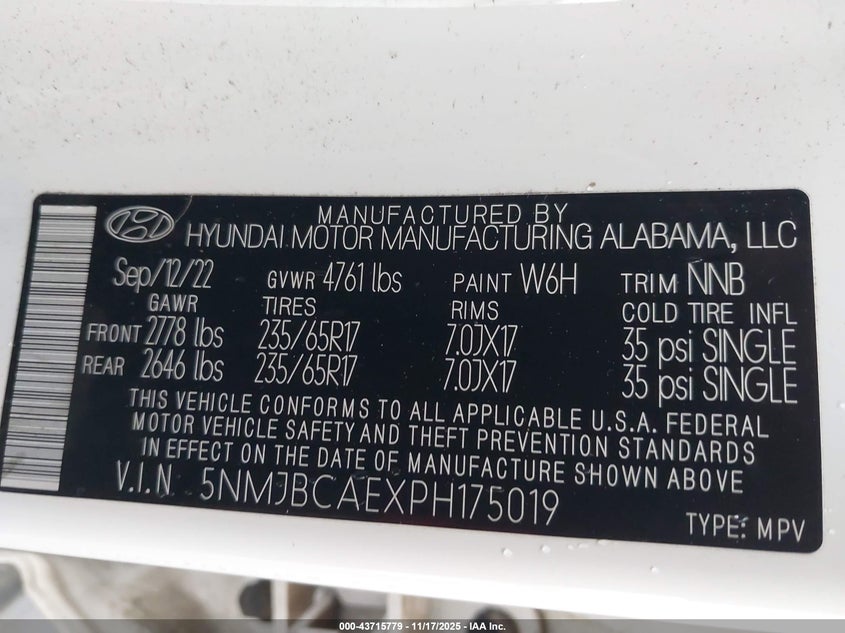 MANUFACTURED BY
HYUNDAI MOTOR MANUFACTURING ALABAMA, LLC
Sep/12/22 GVWR 4761 lbs PAINT W6H TRIM NNB
GAWR TIRES RIMS COLD TIRE INFL
FRONT 2778 lbs 235/65R17 7.0JX17 35 psi SINGLE
REAR 2646 lbs 235/65R17 7.0JX17 35 psi SINGLE
THIS VEHICLE CONFORMS TO ALL APPLICABLE U.S.A. FEDERAL
MOTOR VEHICLE SAFETY AND THEFT PREVENTION STANDARDS
IN EFFECT ON THE DATE OF MANUFACTURE SHOWN ABOVE
V.I.N 5NMJBCAEXPH175019
TYPE: MPV
000-43715779 - 11/17/2025 - IAA Inc.